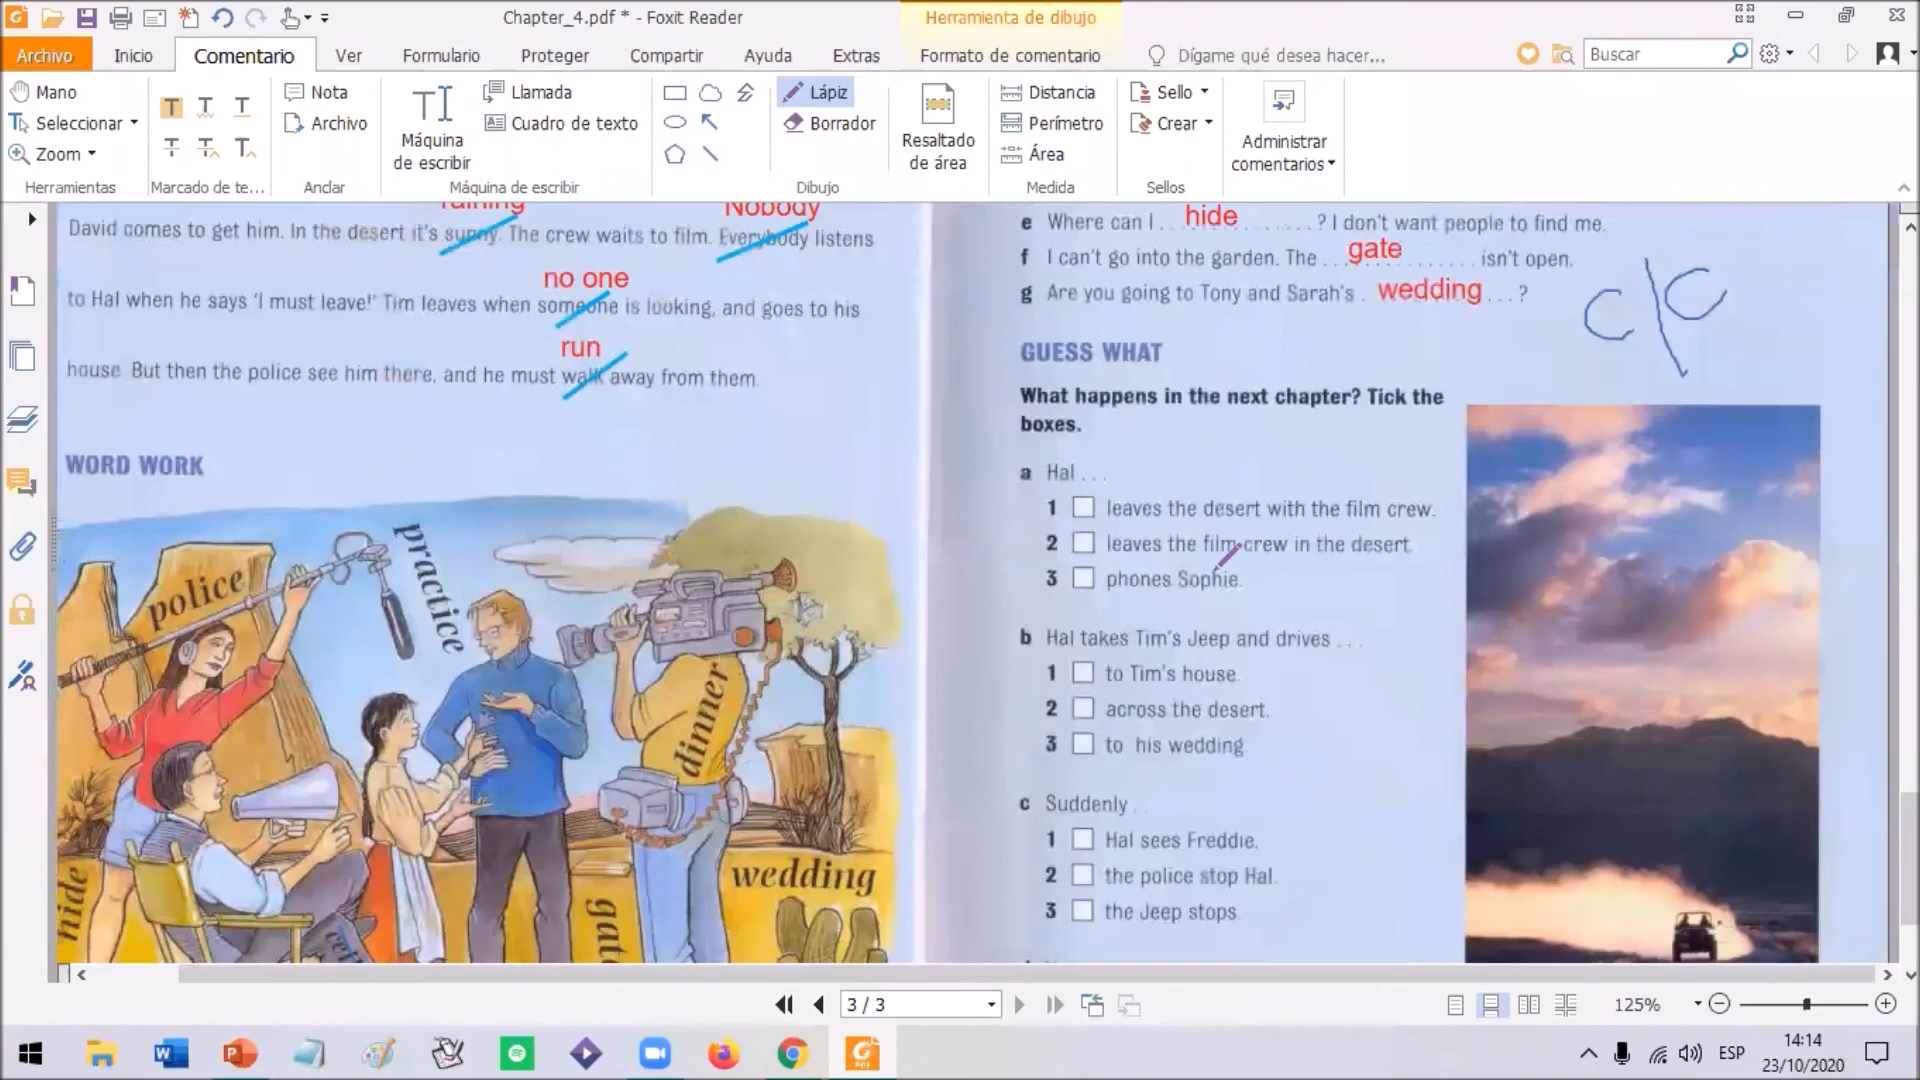 Chapter_4.pdf * - Foxit Reader
Herramienta de dibujo
Archivo Inicio Comentario Ver Formulario Proteger Compartir Ayuda Extras Formato de comentario Dígame qué desea hacer... Buscar
Mano
Seleccionar
Zoom
Herramientas
Marcado de te...
Nota
Archivo
Anclar
Máquina
de escribir
Llamada
Cuadro de texto
Máquina de escribir
Lápiz
Borrador
Dibujo
Resaltado
de área
Distancia
Perímetro
Área
Medida
Sello
Crear
Sellos
Administrar
comentarios
raining Nobody
David comes to get him. In the desert it's sunny. The crew waits to film. Everybody listens
no one
to Hal when he says 'I must leave!' Tim leaves when someone is looking, and goes to his
run
house. But then the police see him there, and he must walk away from them
WORD WORK
police
practice
dinner
wedding
hide
gat
e Where can I . . hide . . . . . . . . ? I don't want people to find me.
f I can't go into the garden. The . . . gate . . . . . . . . isn't open.
g Are you going to Tony and Sarah's . wedding . . . ?
c/c
GUESS WHAT
What happens in the next chapter? Tick the
boxes.
a Hal . . .
1 leaves the desert with the film crew.
2 leaves the film crew in the desert.
3 phones Sophie.
b Hal takes Tim's Jeep and drives . . .
1 to Tim's house.
2 across the desert.
3 to his wedding
c Suddenly . .
1 Hal sees Freddie.
2 the police stop Hal.
3 the Jeep stops.
3 / 3
125%
ESP
14:14
23/10/2020